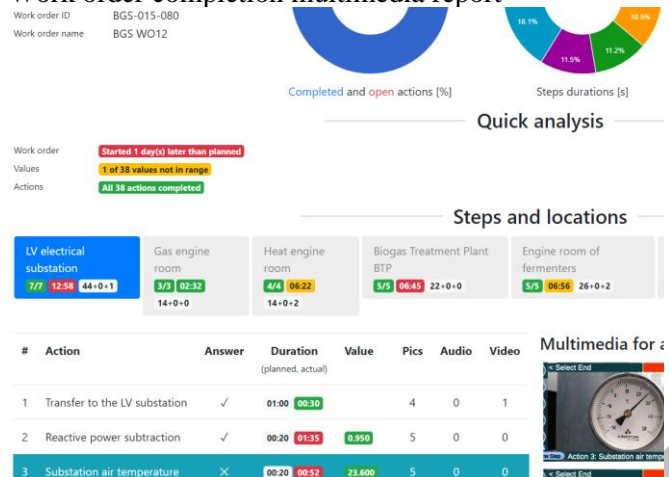 Work order completion multimedia report
Work order ID BGS-015-080
Work order name BGS WO12
18.1% 11.5% 11.2% 10.5%
Completed and open actions [%] Steps durations [s]
Quick analysis
Work order Started 1 day(s) later than planned
Values 1 of 38 values not in range
Actions All 38 actions completed
Steps and locations
LV electrical substation
7/7 12:58 44+0+1
Gas engine room
3/3 02:32
14+0+0
Heat engine room
4/4 06:22
14+0+2
Biogas Treatment Plant BTP
5/5 06:45 22+0+0
Engine room of fermenters
5/5 06:56 26+0+2
# Action Answer Duration Value Pics Audio Video
(planned, actual)
1 Transfer to the LV substation ✓ 01:00 00:30 4 0 1
2 Reactive power subtraction ✓ 00:20 01:35 0.950 5 0 0
3 Substation air temperature × 00:20 00:52 23.600 5 0 0
Multimedia for a
< Select End
Action 3: Substation air temper
< Select End